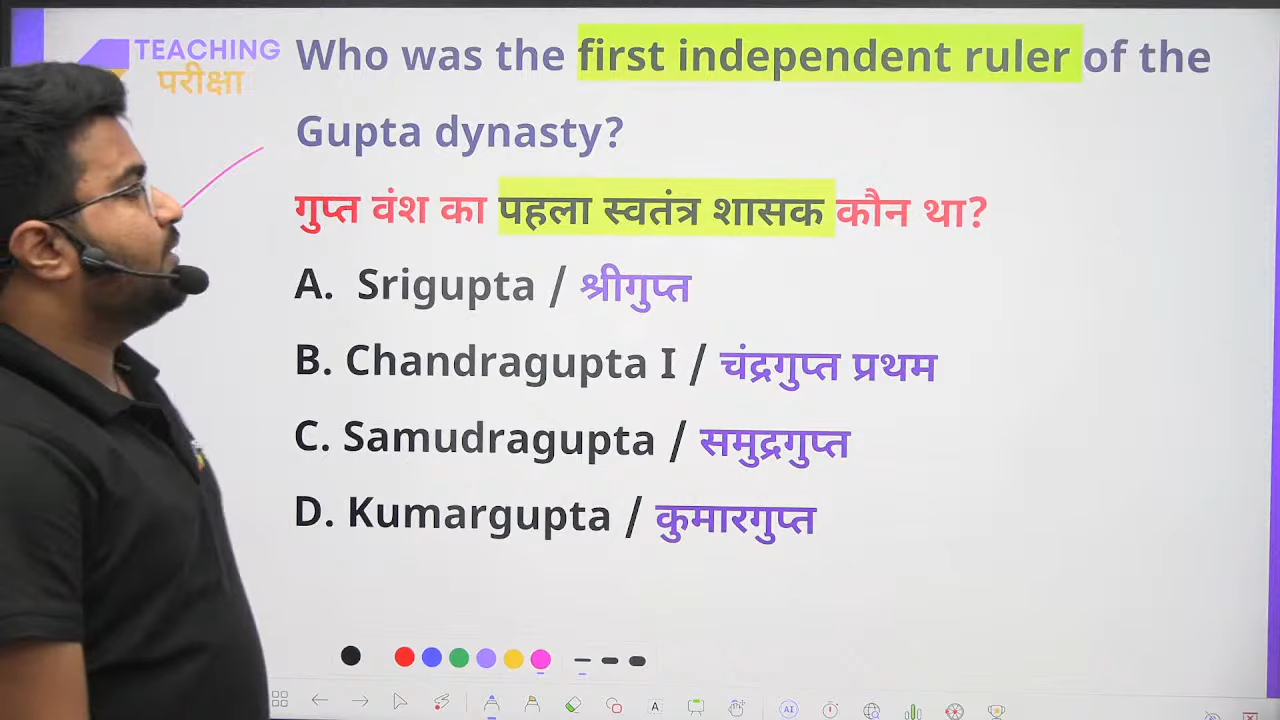 TEACHING
परीक्षा
Who was the first independent ruler of the
Gupta dynasty?
गुप्त वंश का पहला स्वतंत्र शासक कौन था?
A. Srigupta / श्रीगुप्त
B. Chandragupta I / चंद्रगुप्त प्रथम
C. Samudragupta / समुद्रगुप्त
D. Kumargupta / कुमारगुप्त
A
AI